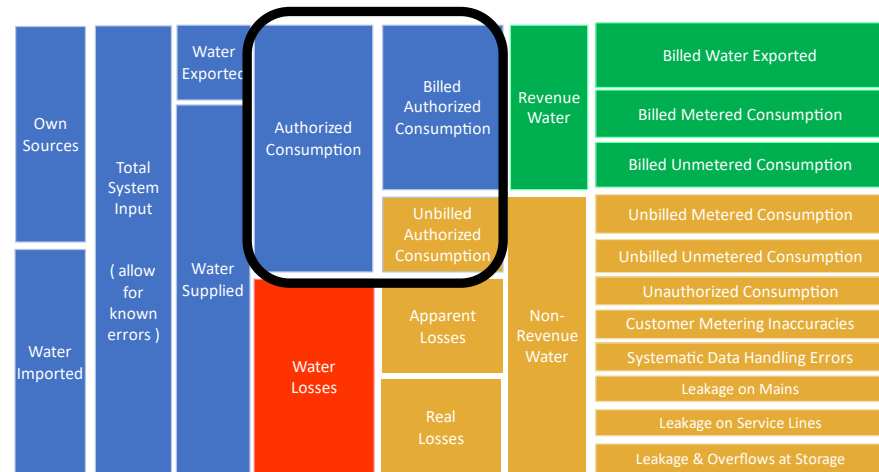 Own
Sources
Water
Imported
Total
System
Input
( allow
for
known
errors )
Water
Exported
Water
Supplied
Authorized
Consumption
Water
Losses
Billed
Authorized
Consumption
Unbilled
Authorized
Consumption
Apparent
Losses
Real
Losses
Revenue
Water
Non-
Revenue
Water
Billed Water Exported
Billed Metered Consumption
Billed Unmetered Consumption
Unbilled Metered Consumption
Unbilled Unmetered Consumption
Unauthorized Consumption
Customer Metering Inaccuracies
Systematic Data Handling Errors
Leakage on Mains
Leakage on Service Lines
Leakage & Overflows at Storage